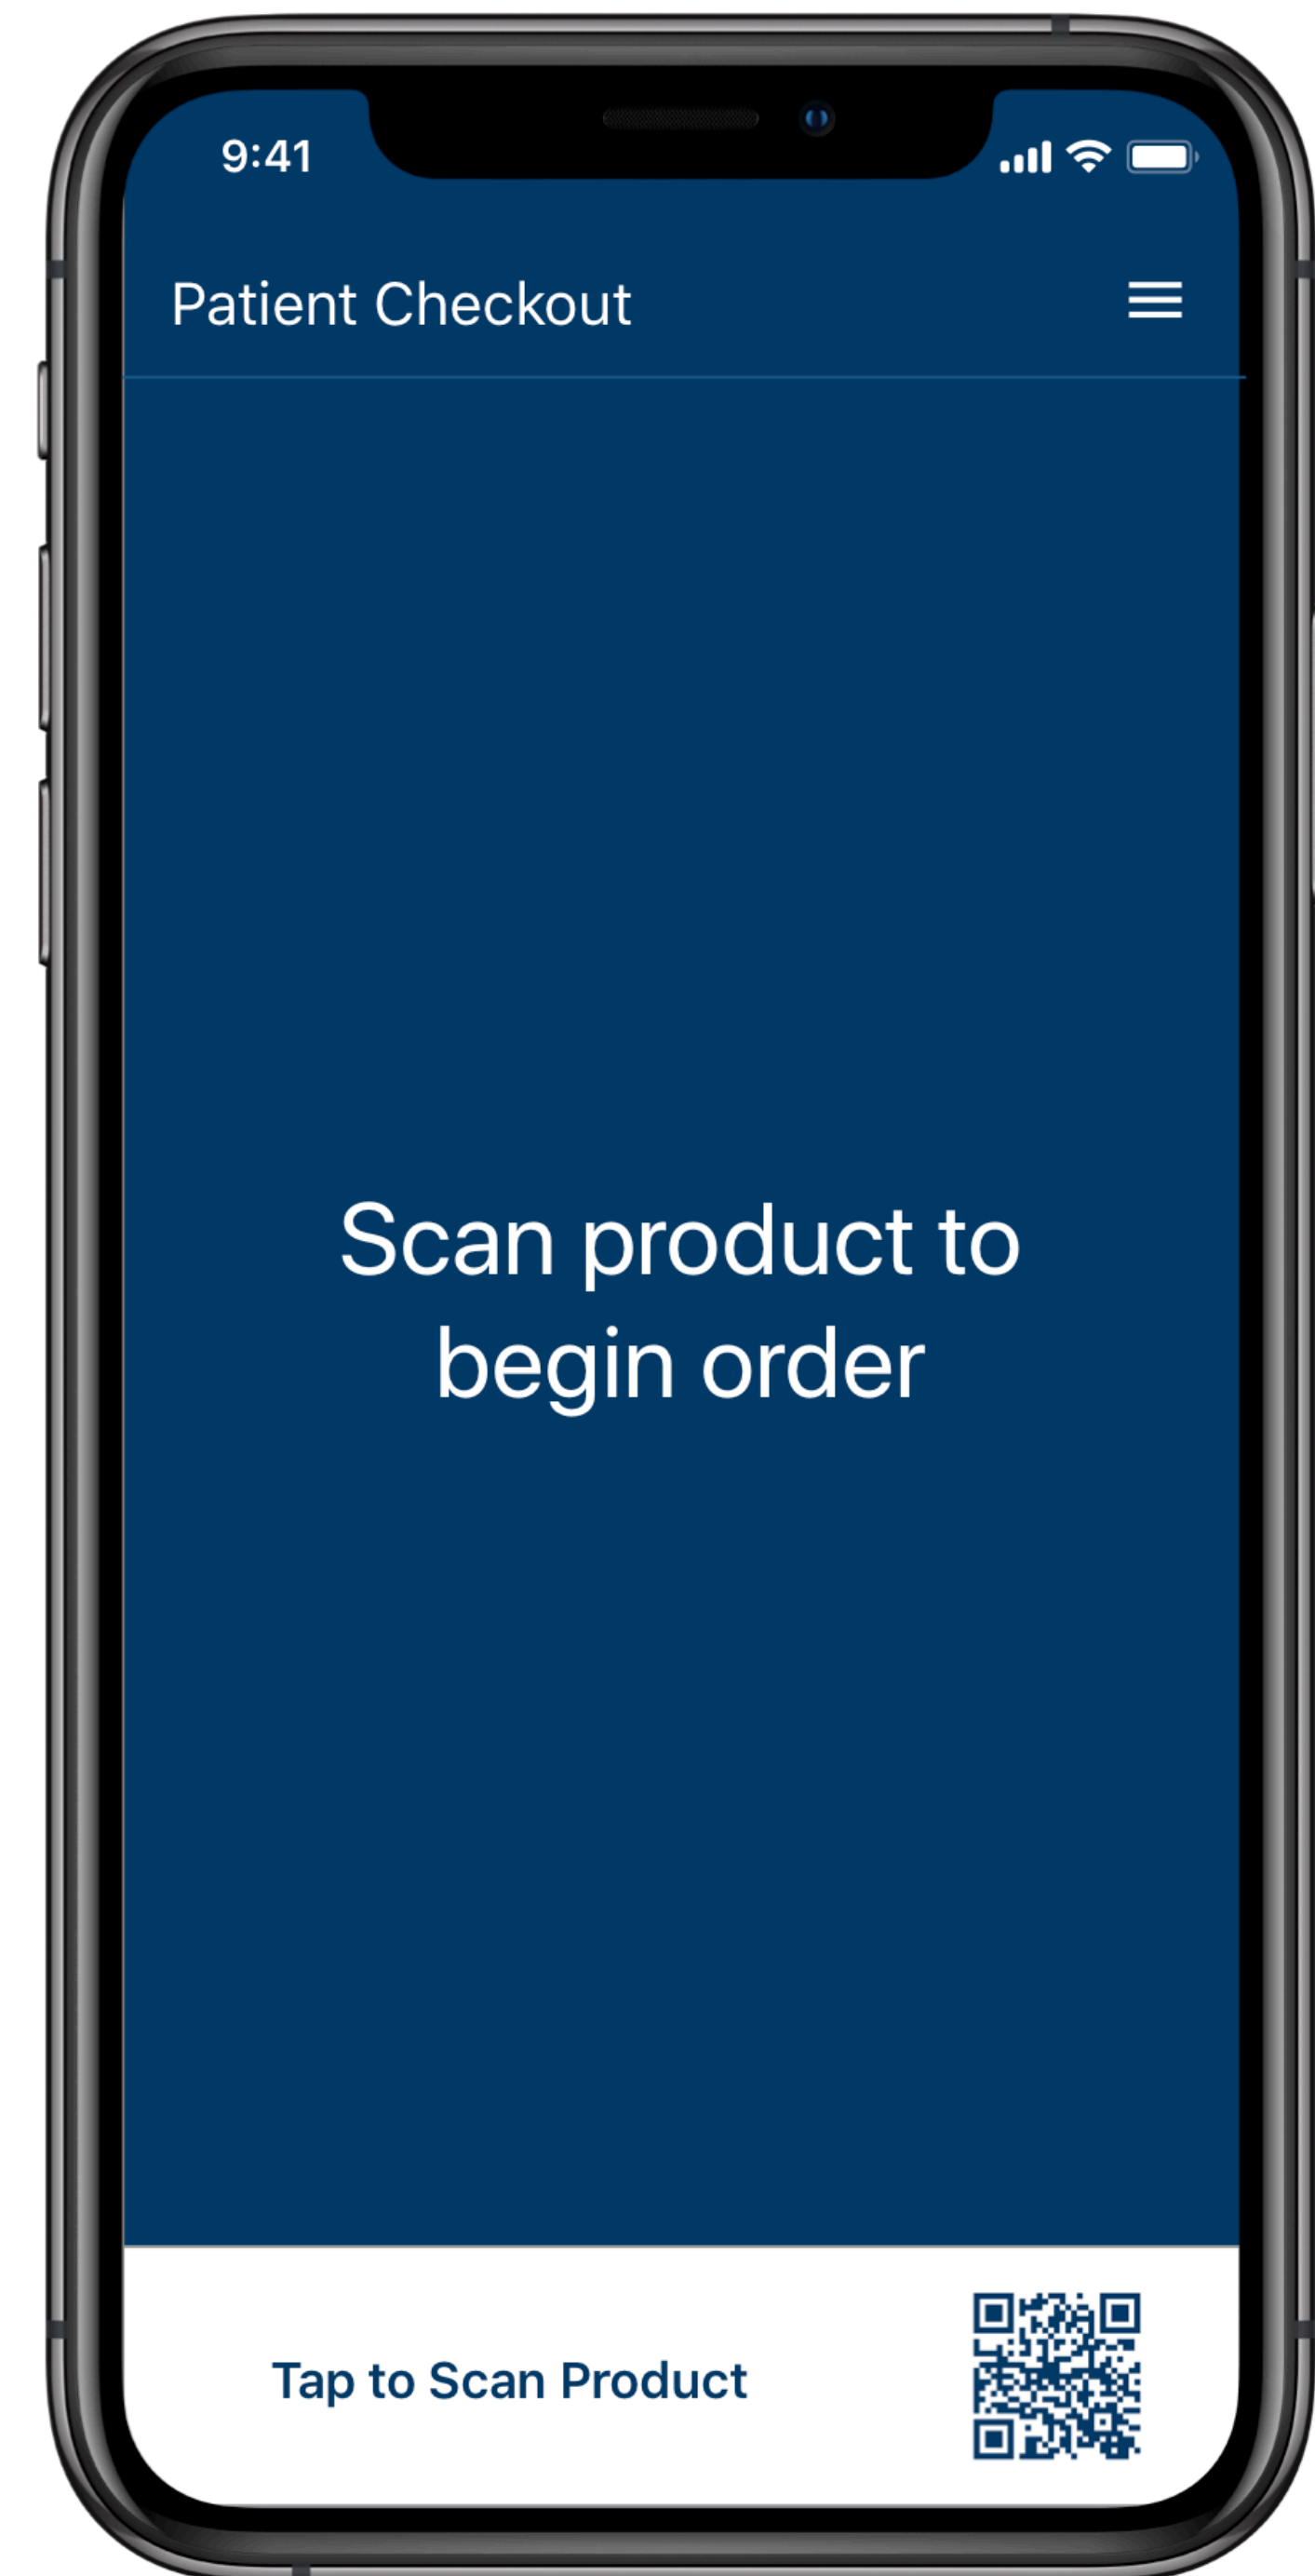 9:41
Patient Checkout
Scan product to
begin order
Tap to Scan Product